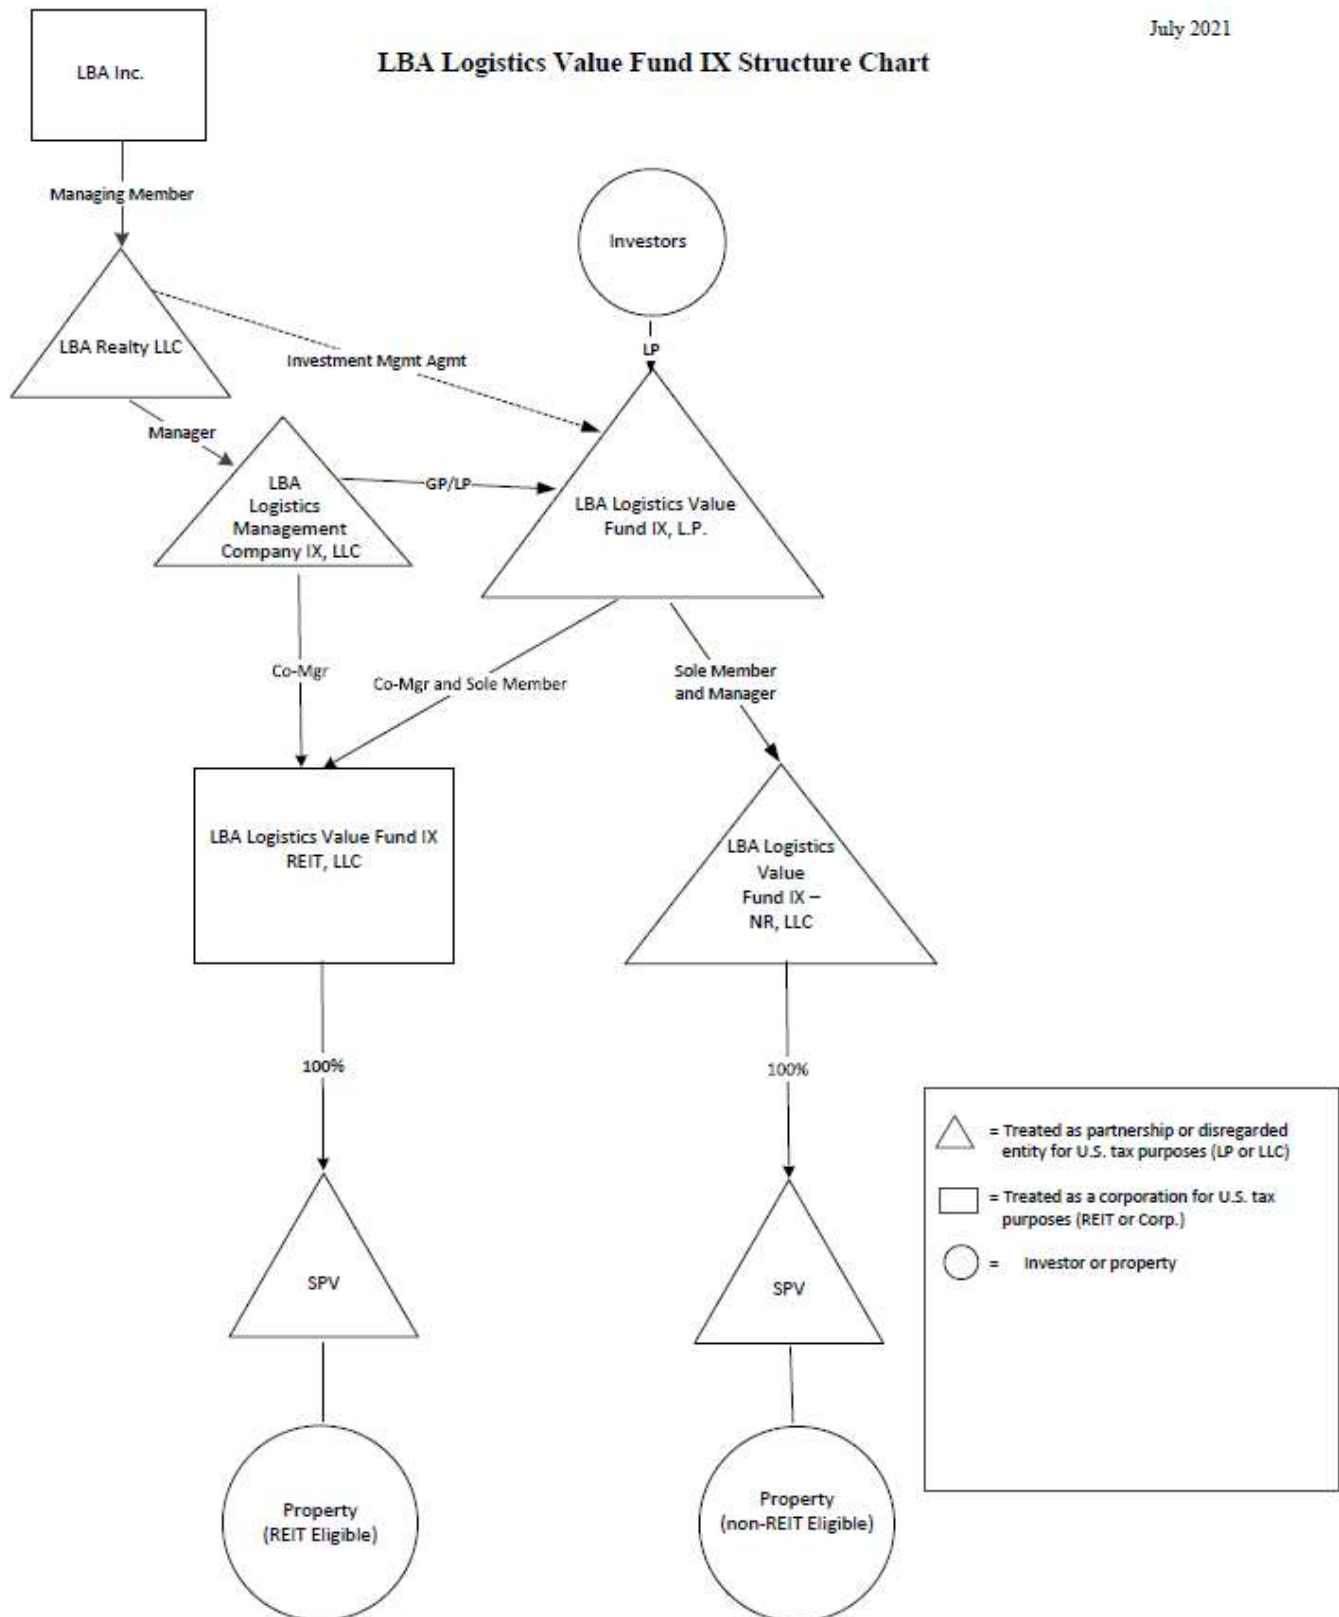 July 2021
LBA Logistics Value Fund IX Structure Chart
LBA Inc.
Managing Member
Investors
LBA Realty LLC
LP
Investment Mgmt Agmt
Manager
LBA
Logistics
Management
Company IX, LLC
GP/LP
LBA Logistics Value
Fund IX, L.P.
Co-Mgr
Co-Mgr and Sole Member
Sole Member
and Manager
LBA Logistics Value Fund IX
REIT, LLC
LBA Logistics
Value
Fund IX –
NR, LLC
100%
100%
= Treated as partnership or disregarded
entity for U.S. tax purposes (LP or LLC)
= Treated as a corporation for U.S. tax
purposes (REIT or Corp.)
= Investor or property
SPV
SPV
Property
(REIT Eligible)
Property
(non-REIT Eligible)